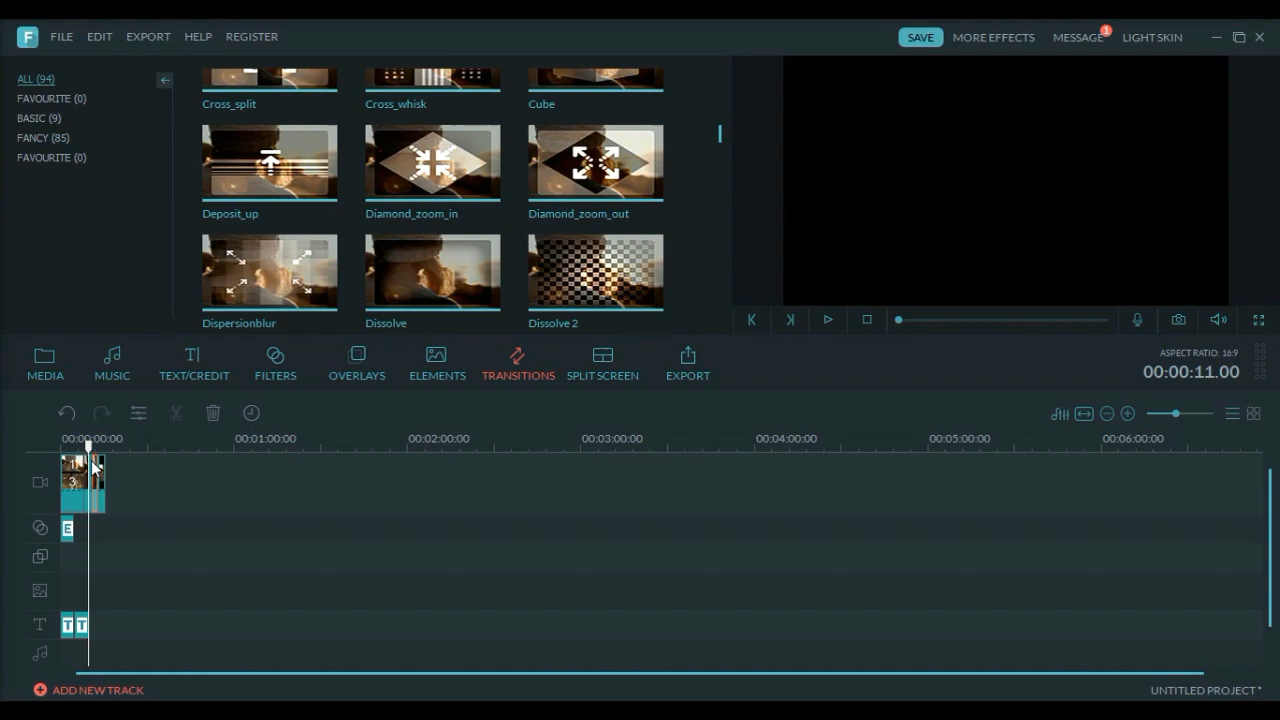 F FILE EDIT EXPORT HELP REGISTER SAVE MORE EFFECTS MESSAGE 1 LIGHT SKIN
ALL (94)
FAVOURITE (0)
BASIC (9)
FANCY (85)
FAVOURITE (0)
Cross_split Cross_whisk Cube
Deposit_up Diamond_zoom_in Diamond_zoom_out
Dispersionblur Dissolve Dissolve 2
MEDIA MUSIC TEXT/CREDIT FILTERS OVERLAYS ELEMENTS TRANSITIONS SPLIT SCREEN EXPORT
ASPECT RATIO: 16:9
00:00:11.00
00:00:00:00 00:01:00:00 00:02:00:00 00:03:00:00 00:04:00:00 00:05:00:00 00:06:00:00
3
E
T T T
ADD NEW TRACK
UNTITLED PROJECT*